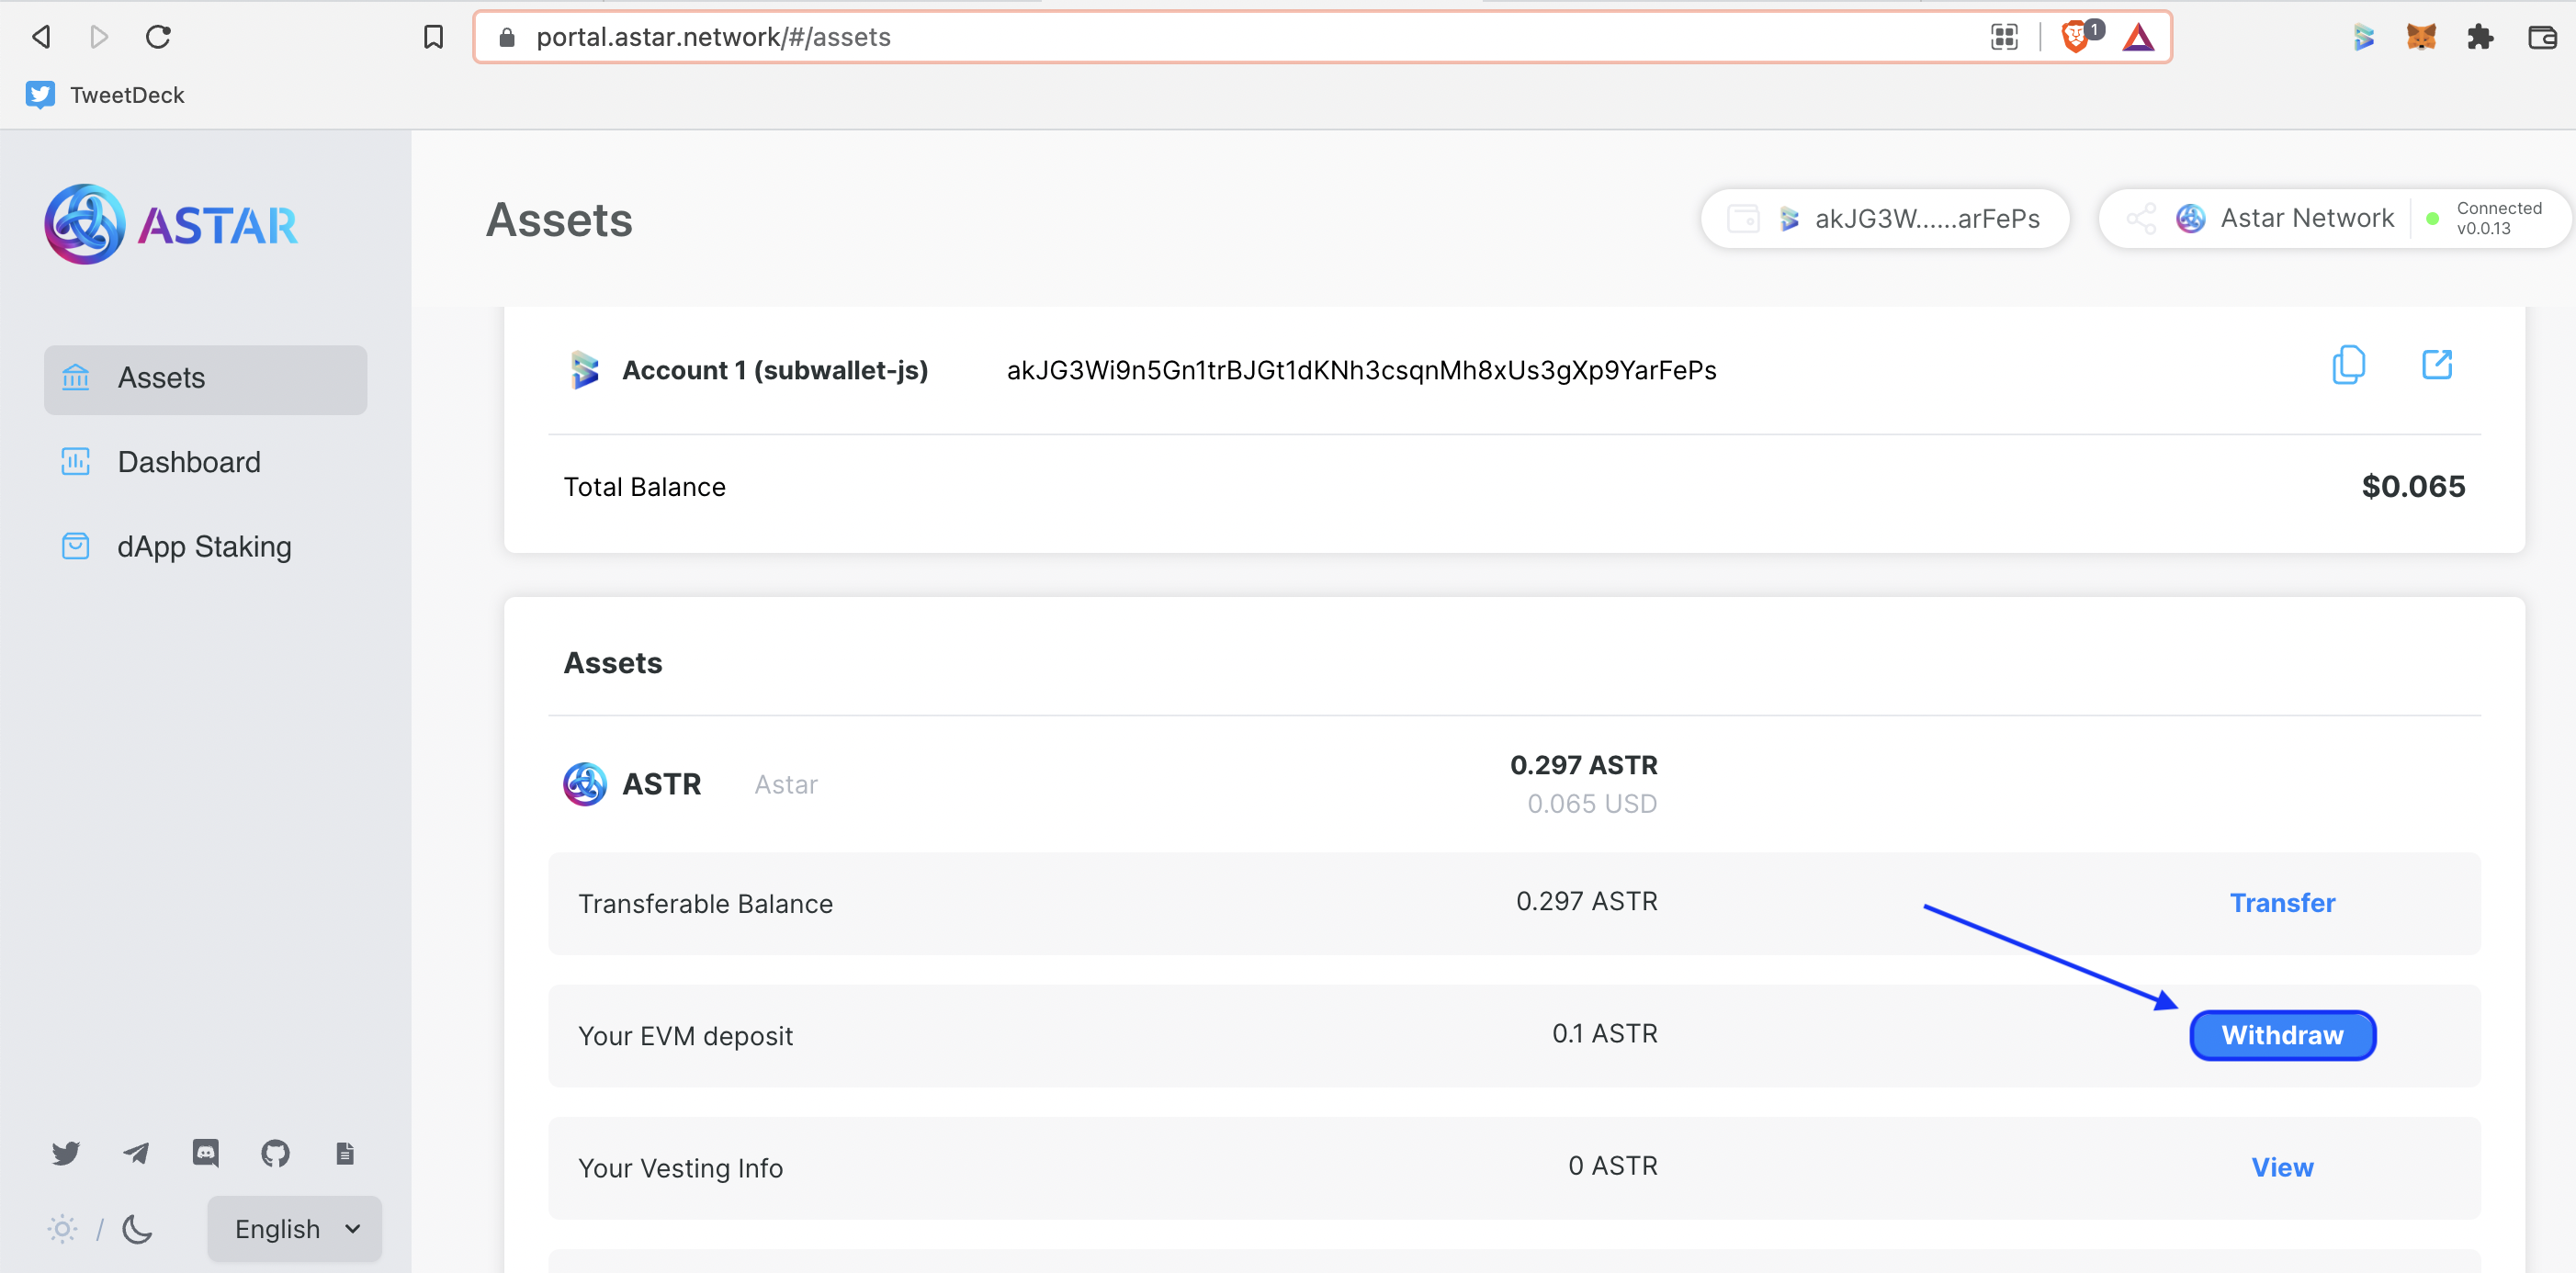 portal.astar.network/#/assets
1
TweetDeck
ASTAR
Assets
Dashboard
dApp Staking
English
Assets
akJG3W......arFePs
Astar Network
Connected
v0.0.13
Account 1 (subwallet-js)
akJG3Wi9n5Gn1trBJGt1dKNh3csqnMh8xUs3gXp9YarFePs
Total Balance
$0.065
Assets
ASTR
Astar
0.297 ASTR
0.065 USD
Transferable Balance
0.297 ASTR
Transfer
Your EVM deposit
0.1 ASTR
Withdraw
Your Vesting Info
0 ASTR
View